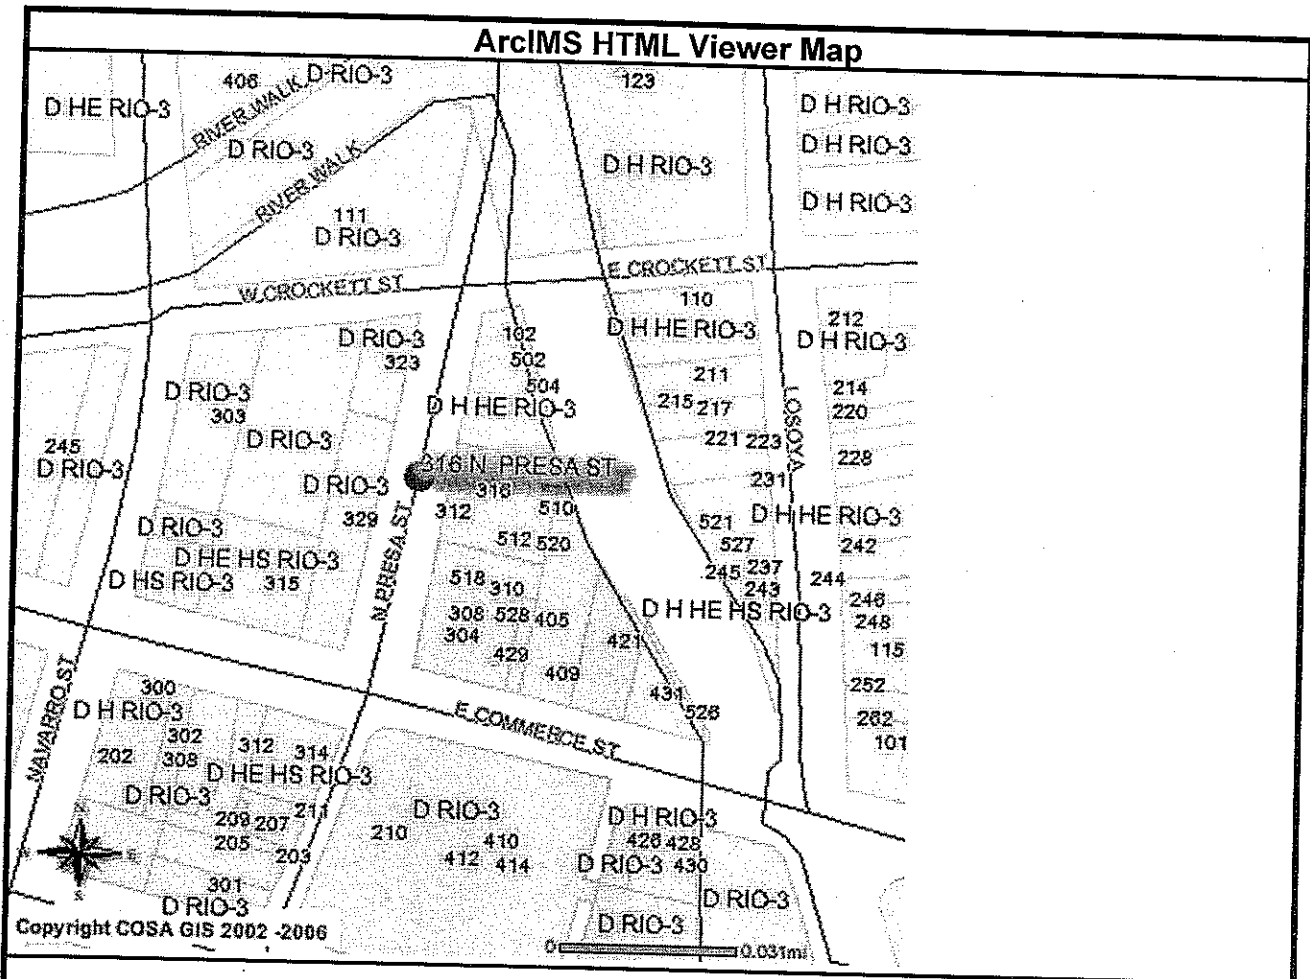 ArcIMS HTML Viewer Map
406
D RIO-3
123
D HE RIO-3
D H RIO-3
RIVER WALK
D RIO-3
D H RIO-3
D H RIO-3
RIVER WALK
D H RIO-3
111
D RIO-3
E CROCKETT ST
W CROCKETT ST
110
D RIO-3
323
102
D H HE RIO-3
212
D H RIO-3
502
504
211
214
D RIO-3
303
D H HE RIO-3
215 217
220
LOSOYA
D RIO-3
221 223
245
D RIO-3
228
316 N. PRESA ST
231
D RIO-3
316
312
510
329
521
D H HE RIO-3
D RIO-3
N PRESA ST
512 520
527
242
D HE HS RIO-3
D HS RIO-3
315
518
310
245 237
243
244
246
D H HE HS RIO-3
308 528 405
248
304
421
115
429
409
252
300
431
526
D H RIO-3
NAVARRO ST
E COMMERCE ST
262
101
302
312
314
202
308
D HE HS RIO-3
D RIO-3
211
D RIO-3
D H RIO-3
209 207
210
410
426 428
205
203
412
414
D RIO-3
430
301
D RIO-3
D RIO-3
D RIO-3
Copyright COSA GIS 2002 -2006
0
0.031mi
N
S